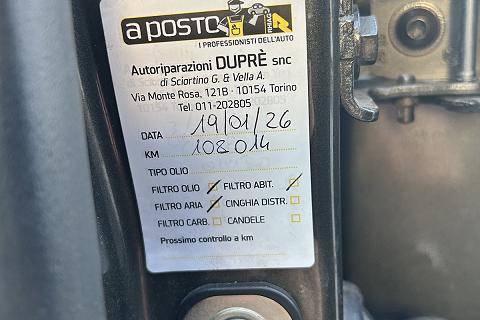 a POSTO
I PROFESSIONISTI DELL'AUTO
Autoriparazioni DUPRÈ snc
di Sciortino G. & Vella A.
Via Monte Rosa, 121B · 10154 Torino
Tel. 011-202805
DATA 19/01/26
KM 108014
TIPO OLIO
FILTRO OLIO FILTRO ABIT.
FILTRO ARIA CINGHIA DISTR.
FILTRO CARB. CANDELE
Prossimo controllo a km